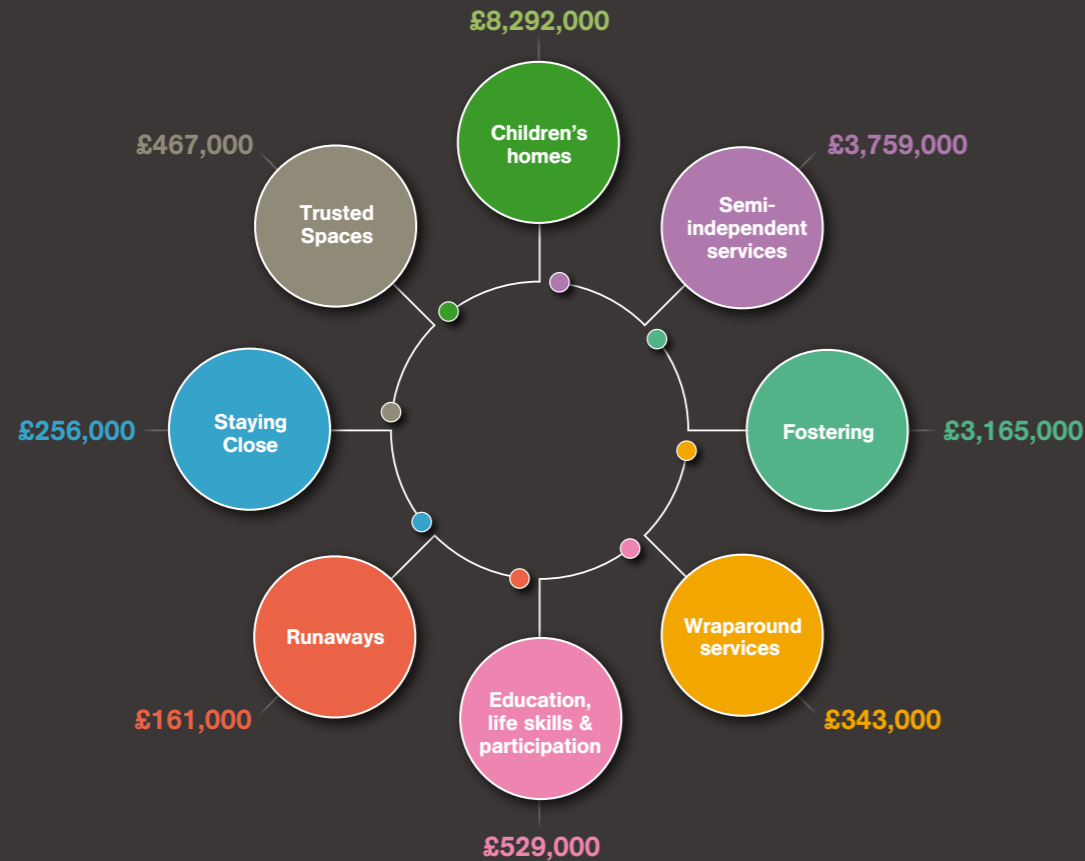 £8,292,000
Children's
homes
£3,759,000
Semi-
independent
services
£3,165,000
Fostering
£343,000
Wraparound
services
£529,000
Education,
life skills &
participation
£161,000
Runaways
£256,000
Staying
Close
£467,000
Trusted
Spaces